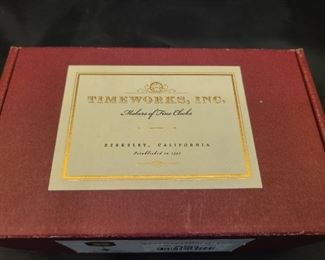 TIMEWORKS, INC.
Makers of Fine Clocks
BERKELEY, CALIFORNIA
Established in